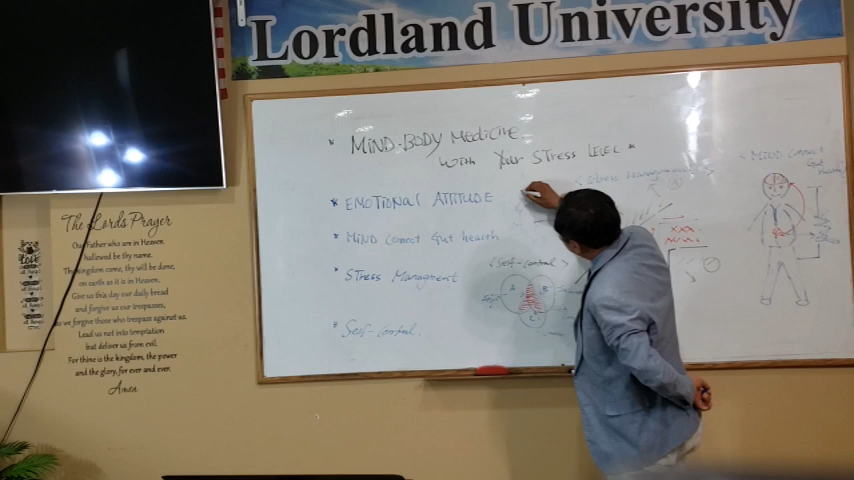 Lordland University
* MIND-BODY MEDICINE
WITH Your STress LEVEL *
* EMOTIONAL ATTITUDE
* MIND Connect Gut hearth
* STress Managment
* Self-control.
< Self-control >
A
B
C
< Stress Management
< MIND connect
Gut
The Lords Prayer
Our Father who are in Heaven,
hallowed be thy name.
Thy kingdom come, thy will be done,
on earth as it is in Heaven.
Give us this day our daily bread
and forgive us our trespasses,
as we forgive those who trespass against us.
Lead us not into temptation
but deliver us from evil.
For thine is the kingdom, the power
and the glory, for ever and ever.
Amen